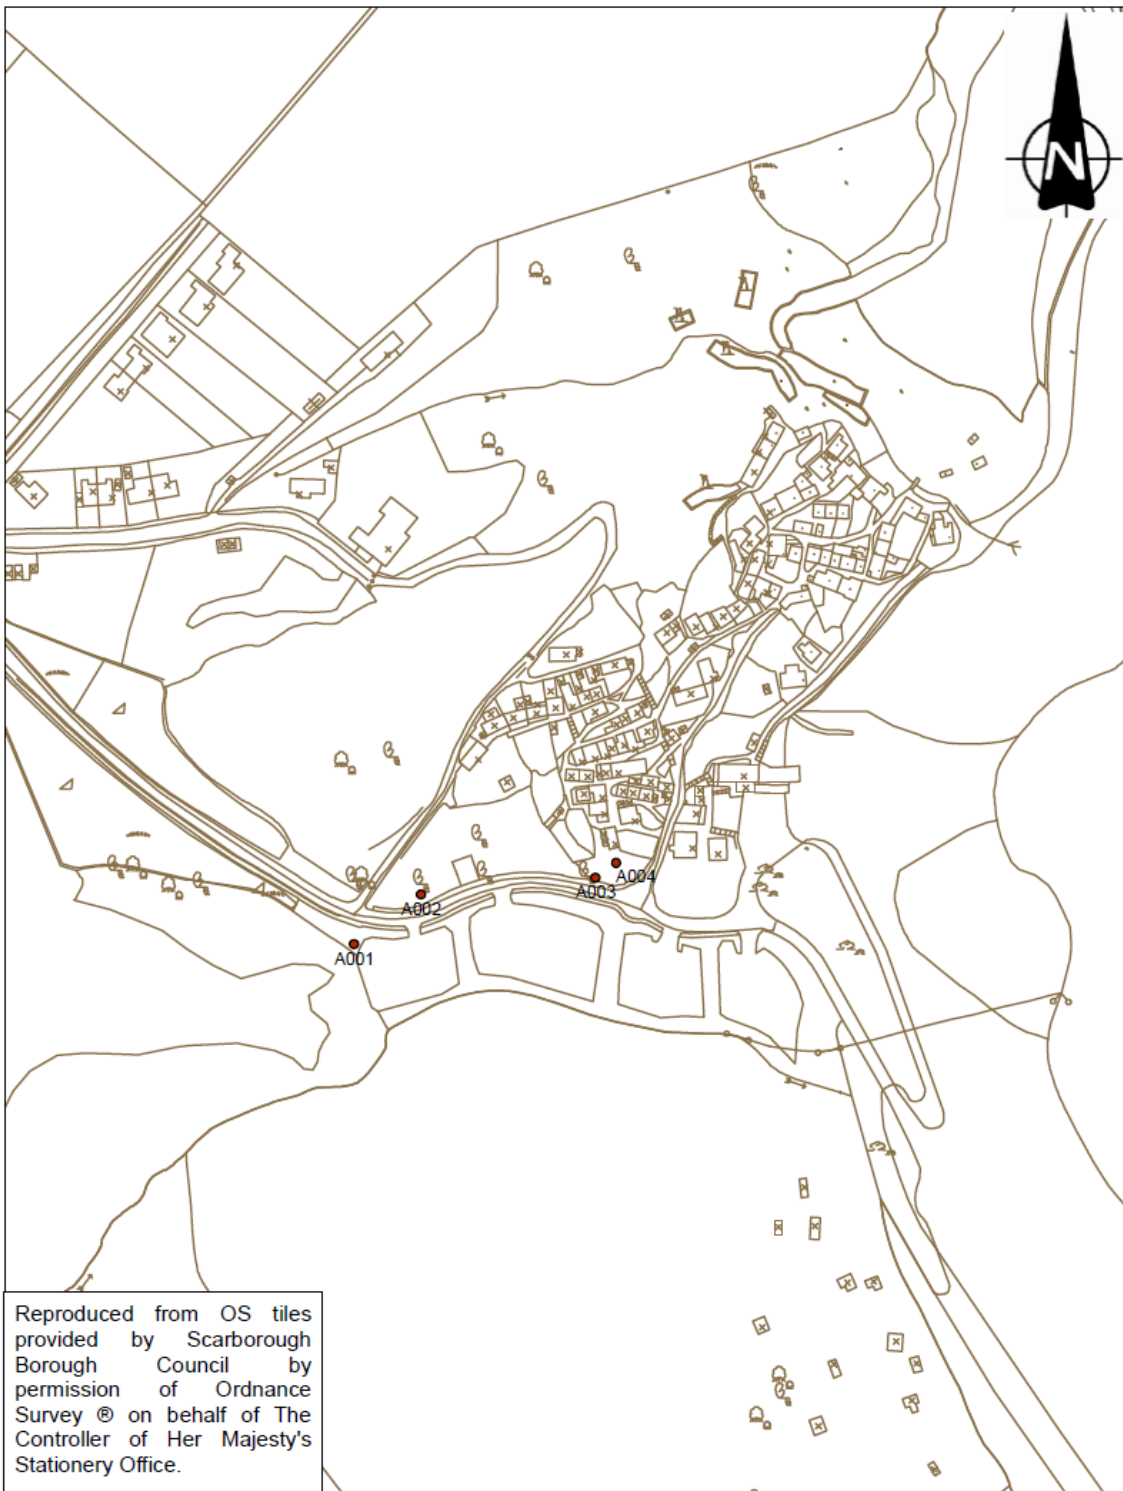 N
A004
A003
A002
A001
Reproduced from OS tiles
provided by Scarborough
Borough Council by
permission of Ordnance
Survey ® on behalf of The
Controller of Her Majesty's
Stationery Office.